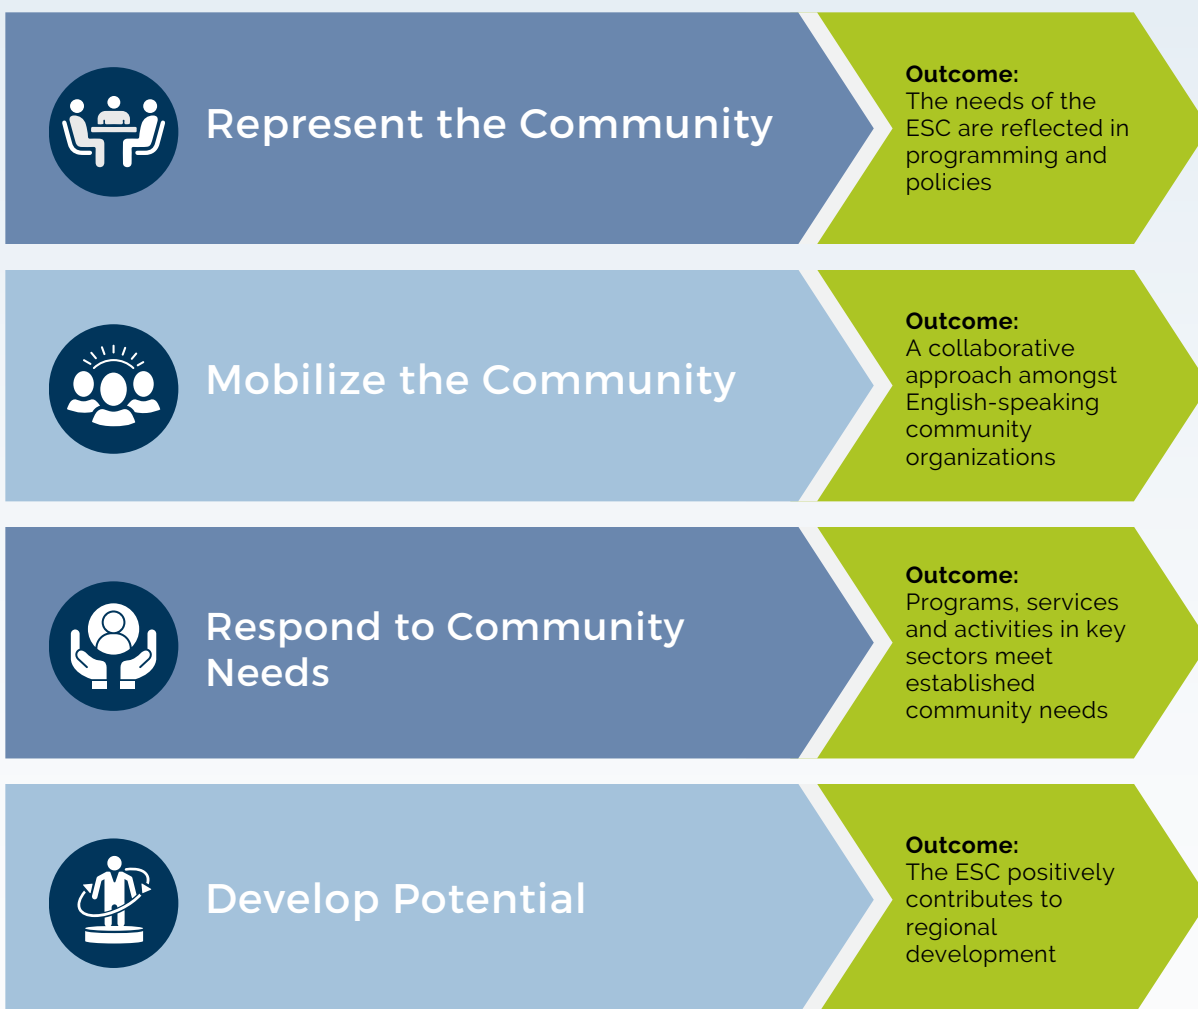 Represent the Community
Outcome:
The needs of the
ESC are reflected in
programming and
policies
Mobilize the Community
Outcome:
A collaborative
approach amongst
English-speaking
community
organizations
Respond to Community
Needs
Outcome:
Programs, services
and activities in key
sectors meet
established
community needs
Develop Potential
Outcome:
The ESC positively
contributes to
regional
development